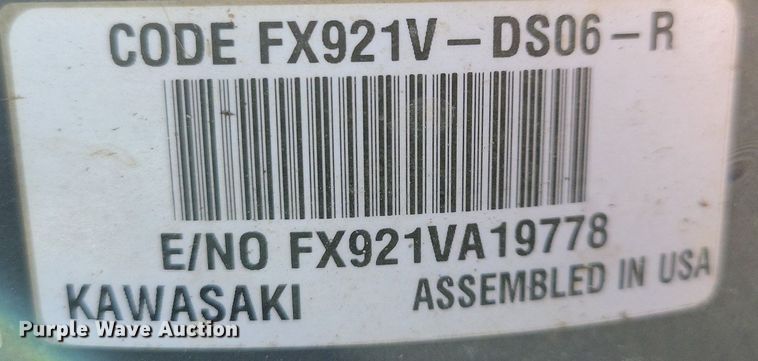 CODE FX921V-DS06-R
E/NO FX921VA19778
KAWASAKI ASSEMBLED IN USA
Purple Wave Auction